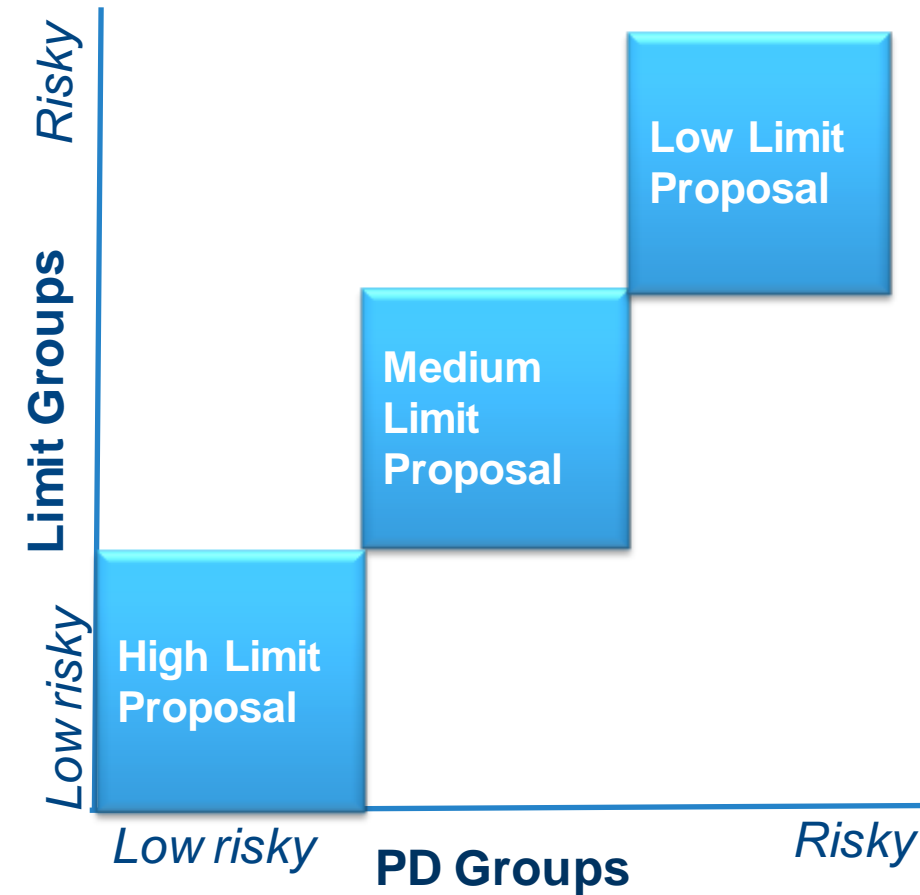 Risky
Limit Groups
Low risky
Low Limit
Proposal
Medium
Limit
Proposal
High Limit
Proposal
Low risky
PD Groups
Risky